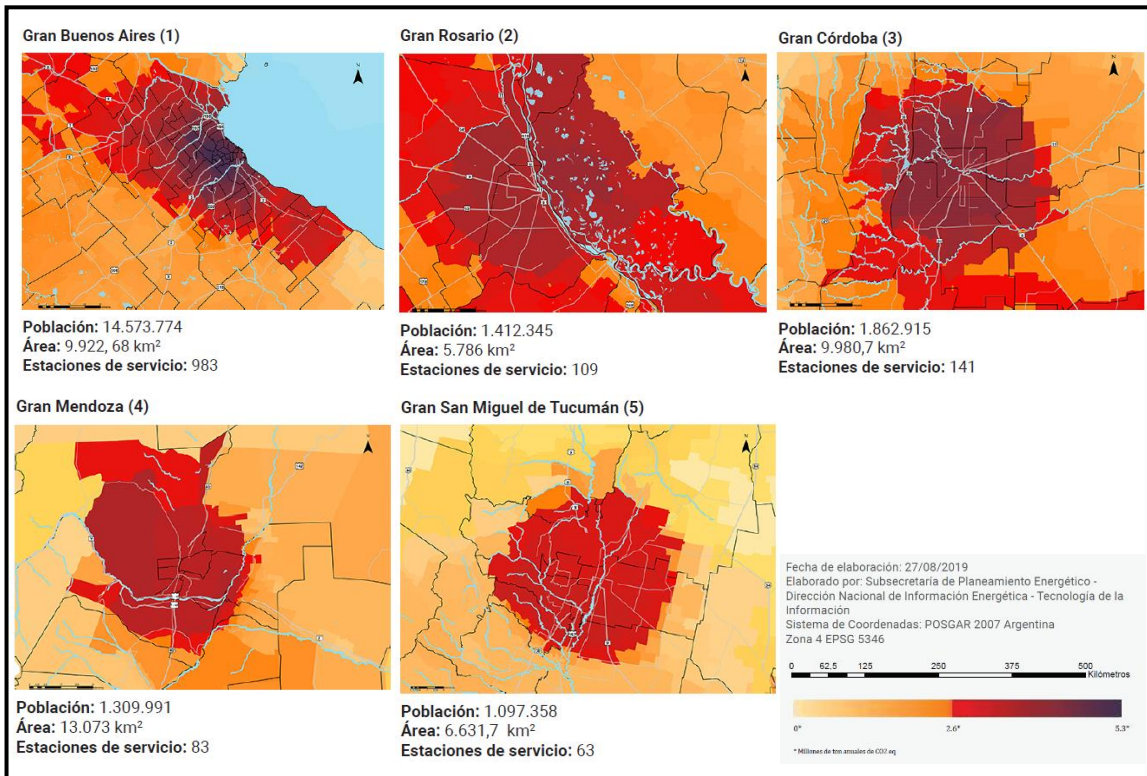 Gran Buenos Aires (1)
Población: 14.573.774
Área: 9.922, 68 km²
Estaciones de servicio: 983
Gran Rosario (2)
Población: 1.412.345
Área: 5.786 km²
Estaciones de servicio: 109
Gran Córdoba (3)
Población: 1.862.915
Área: 9.980,7 km²
Estaciones de servicio: 141
Gran Mendoza (4)
Población: 1.309.991
Área: 13.073 km²
Estaciones de servicio: 83
Gran San Miguel de Tucumán (5)
Población: 1.097.358
Área: 6.631,7 km²
Estaciones de servicio: 63
Fecha de elaboración: 27/08/2019
Elaborado por: Subsecretaría de Planeamiento Energético -
Dirección Nacional de Información Energética - Tecnología de la
Información
Sistema de Coordenadas: POSGAR 2007 Argentina
Zona 4 EPSG 5346
0 62.5 125 250 375 500
Kilómetros
0* 2.6* 5.3*
* Millones de ton anuales de CO2 eq